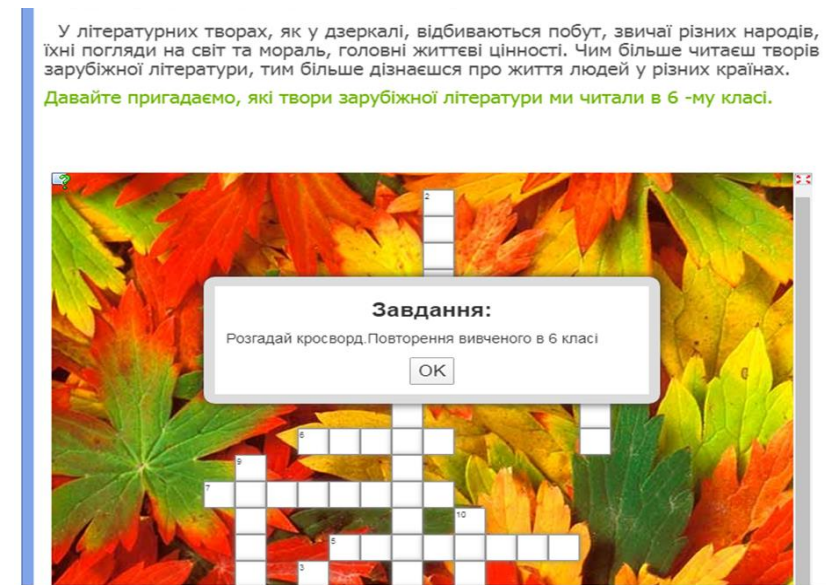 У літературних творах, як у дзеркалі, відбиваються побут, звичаї різних народів,
їхні погляди на світ та мораль, головні життєві цінності. Чим більше читаєш творів
зарубіжної літератури, тим більше дізнаєшся про життя людей у різних країнах.
Давайте пригадаємо, які твори зарубіжної літератури ми читали в 6 -му класі.
2
Завдання:
Розгадай кросворд.Повторення вивченого в 6 класі
OK
9
7
10
5
3